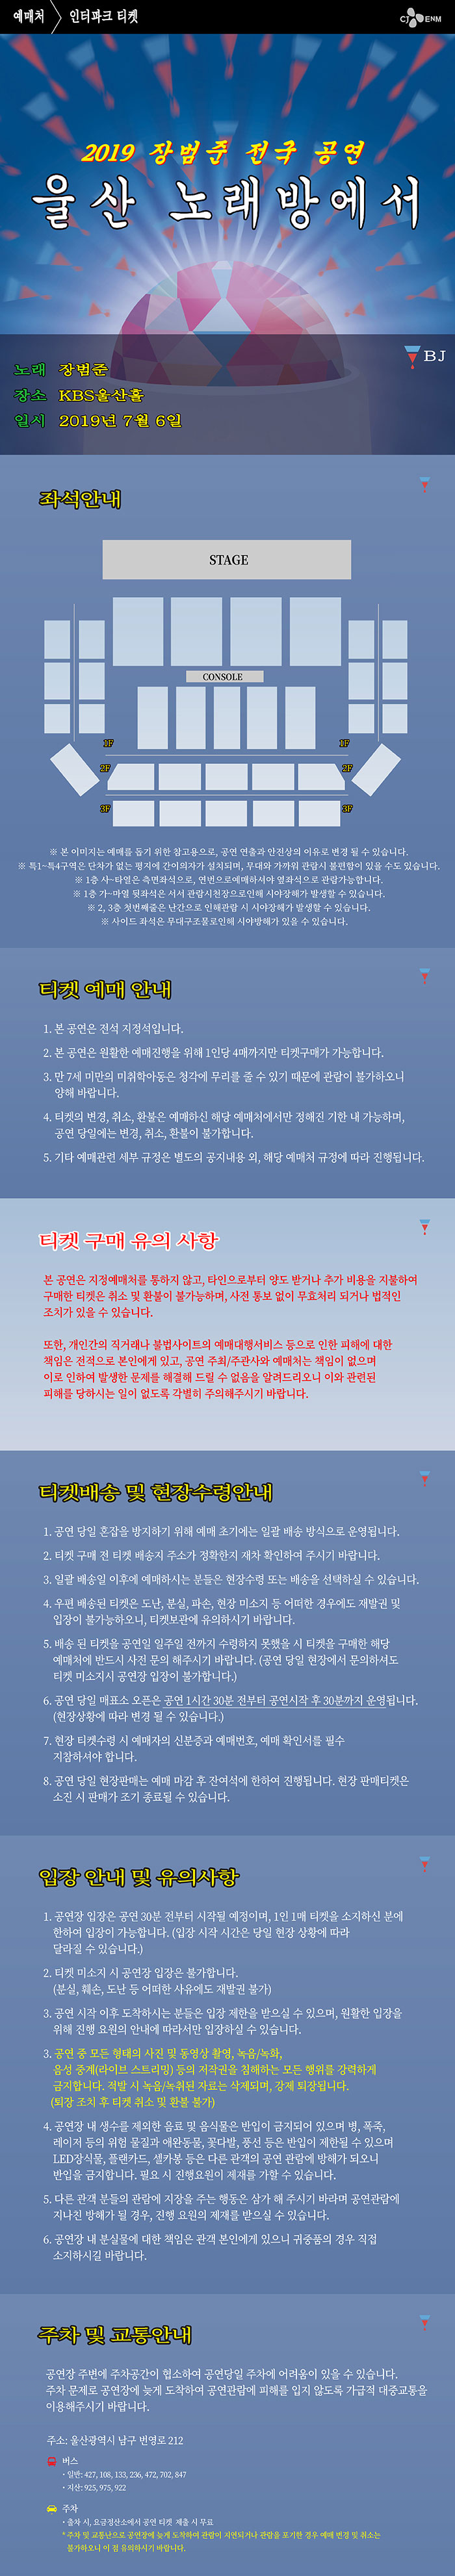 예매처 인터파크 티켓
CJ ENM
2019 장범준 전국 공연
울산 노래방에서
BJ
노래 장범준
장소 KBS울산홀
일시 2019년 7월 6일
좌석안내
STAGE
CONSOLE
1F 1F
2F 2F
3F 3F
※ 본 이미지는 예매를 돕기 위한 참고용으로, 공연 연출과 안전상의 이유로 변경 될 수 있습니다.
※ 특1~특4구역은 단차가 없는 평지에 간이의자가 설치되며, 무대와 가까워 관람시 불편함이 있을 수도 있습니다.
※ 1층 사~타열은 측면좌석으로, 연번으로예매하셔야 옆좌석으로 관람가능합니다.
※ 1층 가~마열 뒷좌석은 서서 관람시천장으로인해 시야장해가 발생할 수 있습니다.
※ 2, 3층 첫번째줄은 난간으로 인해관람 시 시야장해가 발생할 수 있습니다.
※ 사이드 좌석은 무대구조물로인해 시야방해가 있을 수 있습니다.
티켓 예매 안내
1. 본 공연은 전석 지정석입니다.
2. 본 공연은 원활한 예매진행을 위해 1인당 4매까지만 티켓구매가 가능합니다.
3. 만 7세 미만의 미취학아동은 청각에 무리를 줄 수 있기 때문에 관람이 불가하오니
양해 바랍니다.
4. 티켓의 변경, 취소, 환불은 예매하신 해당 예매처에서만 정해진 기한 내 가능하며,
공연 당일에는 변경, 취소, 환불이 불가합니다.
5. 기타 예매관련 세부 규정은 별도의 공지내용 외, 해당 예매처 규정에 따라 진행됩니다.
티켓 구매 유의 사항
본 공연은 지정예매처를 통하지 않고, 타인으로부터 양도 받거나 추가 비용을 지불하여
구매한 티켓은 취소 및 환불이 불가능하며, 사전 통보 없이 무효처리 되거나 법적인
조치가 있을 수 있습니다.
또한, 개인간의 직거래나 불법사이트의 예매대행서비스 등으로 인한 피해에 대한
책임은 전적으로 본인에게 있고, 공연 주최/주관사와 예매처는 책임이 없으며
이로 인하여 발생한 문제를 해결해 드릴 수 없음을 알려드리오니 이와 관련된
피해를 당하시는 일이 없도록 각별히 주의해주시기 바랍니다.
티켓배송 및 현장수령안내
1. 공연 당일 혼잡을 방지하기 위해 예매 초기에는 일괄 배송 방식으로 운영됩니다.
2. 티켓 구매 전 티켓 배송지 주소가 정확한지 재차 확인하여 주시기 바랍니다.
3. 일괄 배송일 이후에 예매하시는 분들은 현장수령 또는 배송을 선택하실 수 있습니다.
4. 우편 배송된 티켓은 도난, 분실, 파손, 현장 미소지 등 어떠한 경우에도 재발권 및
입장이 불가능하오니, 티켓보관에 유의하시기 바랍니다.
5. 배송 된 티켓을 공연일 일주일 전까지 수령하지 못했을 시 티켓을 구매한 해당
예매처에 반드시 사전 문의 해주시기 바랍니다. (공연 당일 현장에서 문의하셔도
티켓 미소지시 공연장 입장이 불가합니다.)
6. 공연 당일 매표소 오픈은 공연 1시간 30분 전부터 공연시작 후 30분까지 운영됩니다.
(현장상황에 따라 변경 될 수 있습니다.)
7. 현장 티켓수령 시 예매자의 신분증과 예매번호, 예매 확인서를 필수
지참하셔야 합니다.
8. 공연 당일 현장판매는 예매 마감 후 잔여석에 한하여 진행됩니다. 현장 판매티켓은
소진 시 판매가 조기 종료될 수 있습니다.
입장 안내 및 유의사항
1. 공연장 입장은 공연 30분 전부터 시작될 예정이며, 1인 1매 티켓을 소지하신 분에
한하여 입장이 가능합니다. (입장 시작 시간은 당일 현장 상황에 따라
달라질 수 있습니다.)
2. 티켓 미소지 시 공연장 입장은 불가합니다.
(분실, 훼손, 도난 등 어떠한 사유에도 재발권 불가)
3. 공연 시작 이후 도착하시는 분들은 입장 제한을 받으실 수 있으며, 원활한 입장을
위해 진행 요원의 안내에 따라서만 입장하실 수 있습니다.
3. 공연 중 모든 형태의 사진 및 동영상 촬영, 녹음/녹화,
음성 중계(라이브 스트리밍) 등의 저작권을 침해하는 모든 행위를 강력하게
금지합니다. 적발 시 녹음/녹취된 자료는 삭제되며, 강제 퇴장됩니다.
(퇴장 조치 후 티켓 취소 및 환불 불가)
4. 공연장 내 생수를 제외한 음료 및 음식물은 반입이 금지되어 있으며 병, 폭죽,
레이저 등의 위험 물질과 애완동물, 꽃다발, 풍선 등은 반입이 제한될 수 있으며
LED장식물, 플랜카드, 셀카봉 등은 다른 관객의 공연 관람에 방해가 되오니
반입을 금지합니다. 필요 시 진행요원이 제재를 가할 수 있습니다.
5. 다른 관객 분들의 관람에 지장을 주는 행동은 삼가 해 주시기 바라며 공연관람에
지나친 방해가 될 경우, 진행 요원의 제재를 받으실 수 있습니다.
6. 공연장 내 분실물에 대한 책임은 관객 본인에게 있으니 귀중품의 경우 직접
소지하시길 바랍니다.
주차 및 교통안내
공연장 주변에 주차공간이 협소하여 공연당일 주차에 어려움이 있을 수 있습니다.
주차 문제로 공연장에 늦게 도착하여 공연관람에 피해를 입지 않도록 가급적 대중교통을
이용해주시기 바랍니다.
주소: 울산광역시 남구 번영로 212
버스
· 일반: 427, 108, 133, 236, 472, 702, 847
· 지선: 925, 975, 922
주차
· 출차 시, 요금정산소에서 공연 티켓 제출 시 무료
* 주차 및 교통난으로 공연장에 늦게 도착하여 관람이 지연되거나 관람을 포기한 경우 예매 변경 및 취소는
불가하오니 이 점 유의하시기 바랍니다.